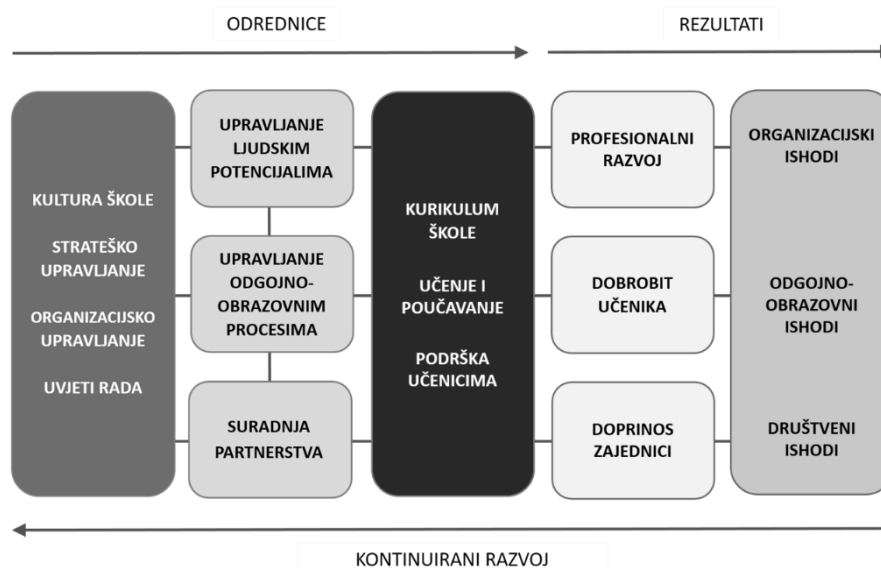 ODREDNICE
REZULTATI
KULTURA ŠKOLE
STRATEŠKO
UPRAVLJANJE
ORGANIZACIJSKO
UPRAVLJANJE
UVJETI RADA
UPRAVLJANJE
LJUDSKIM
POTENCIJALIMA
UPRAVLJANJE
ODGOJNO-
OBRAZOVNIM
PROCESIMA
SURADNJA
PARTNERSTVA
KURIKULUM
ŠKOLE
UČENJE I
POUČAVANJE
PODRŠKA
UČENICIMA
PROFESIONALNI
RAZVOJ
DOBROBIT
UČENIKA
DOPRINOS
ZAJEDNICI
ORGANIZACIJSKI
ISHODI
ODGOJNO-
OBRAZOVNI
ISHODI
DRUŠTVENI
ISHODI
KONTINUIRANI RAZVOJ